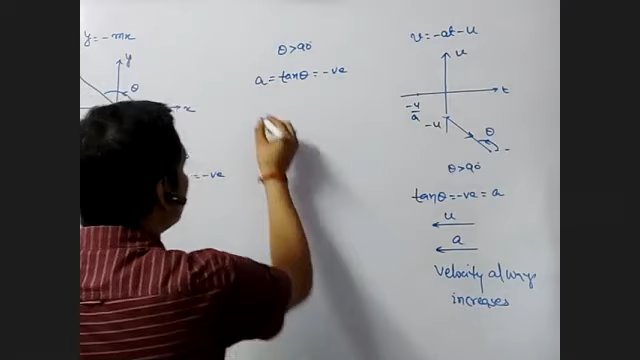 y = -mx
y
θ
x
= -ve
θ > 90°
a = tanθ = -ve
v = -at - u
u
t
-u/a
-u
θ
θ > 90°
tanθ = -ve = a
u
a
Velocity always
increases